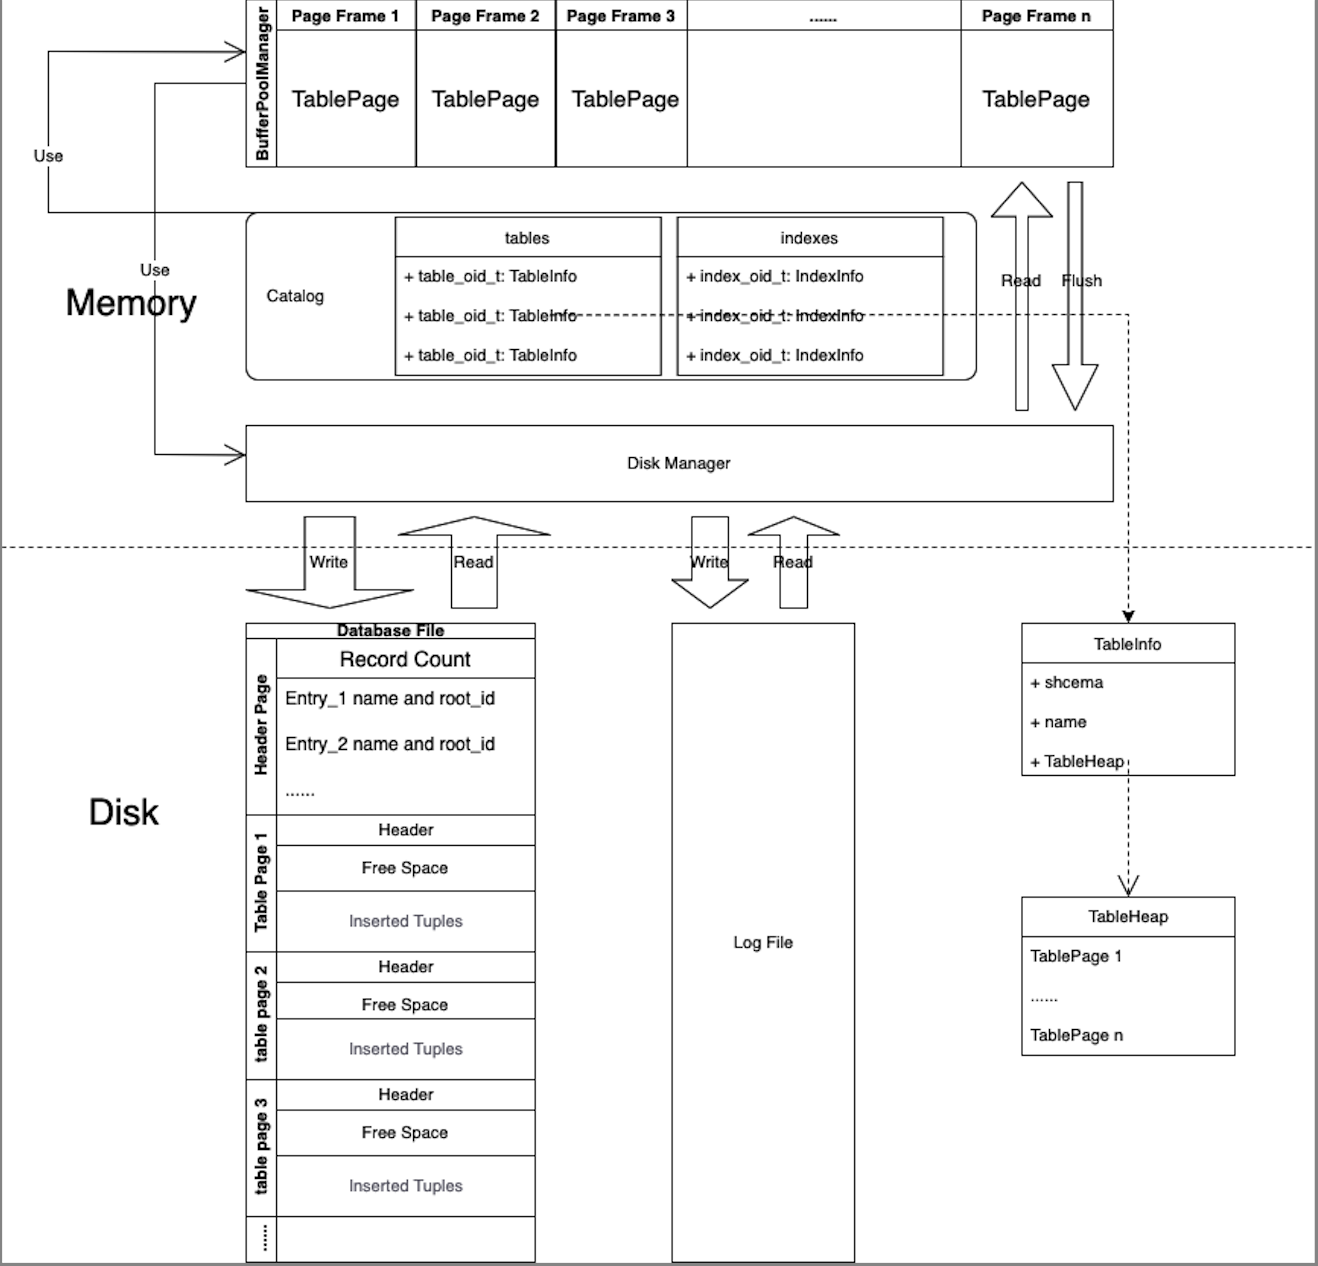 BufferPoolManager
Page Frame 1
Page Frame 2
Page Frame 3
......
Page Frame n
TablePage
TablePage
TablePage
TablePage
Use
Use
Memory
Catalog
tables
+ table_oid_t: TableInfo
+ table_oid_t: TableInfo
+ table_oid_t: TableInfo
indexes
+ index_oid_t: IndexInfo
+ index_oid_t: IndexInfo
+ index_oid_t: IndexInfo
Read
Flush
Disk Manager
Write
Read
Write
Read
Disk
Database File
Header Page
Record Count
Entry_1 name and root_id
Entry_2 name and root_id
......
Table Page 1
Header
Free Space
Inserted Tuples
table page 2
Header
Free Space
Inserted Tuples
table page 3
Header
Free Space
Inserted Tuples
......
Log File
TableInfo
+ shcema
+ name
+ TableHeap
TableHeap
TablePage 1
......
TablePage n